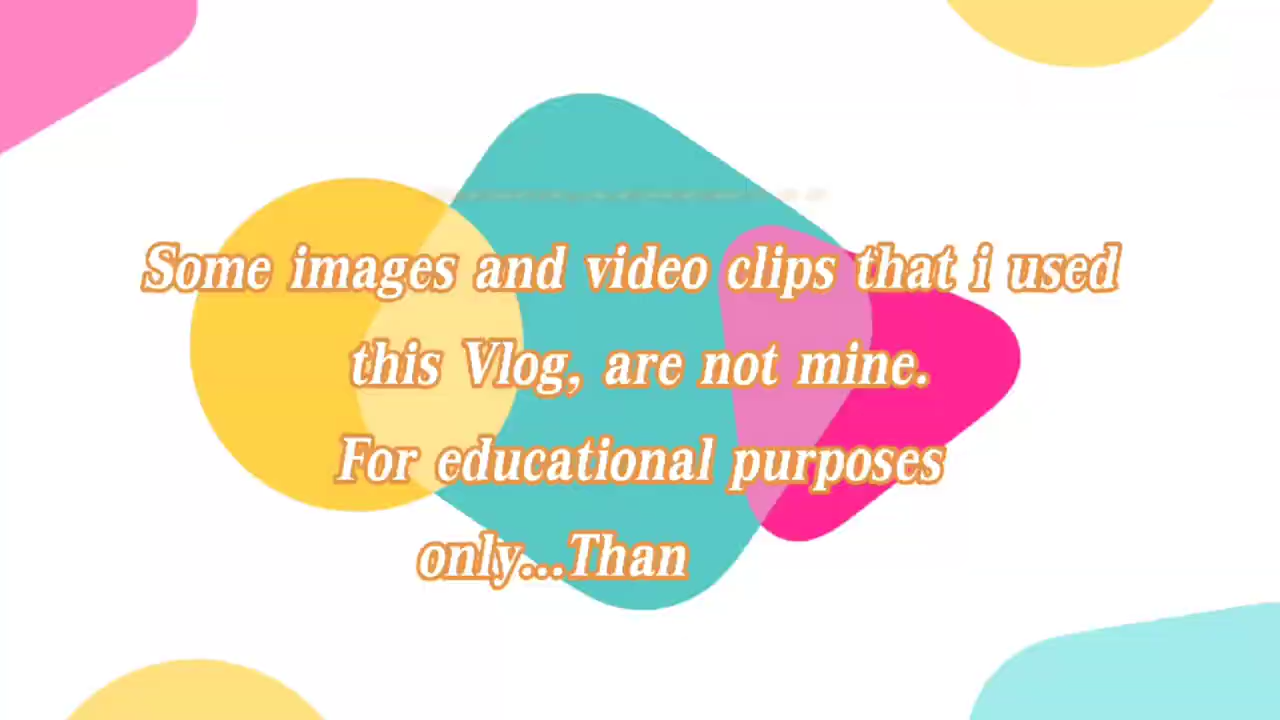 Some images and video clips that i used
this Vlog, are not mine.
For educational purposes
only...Than